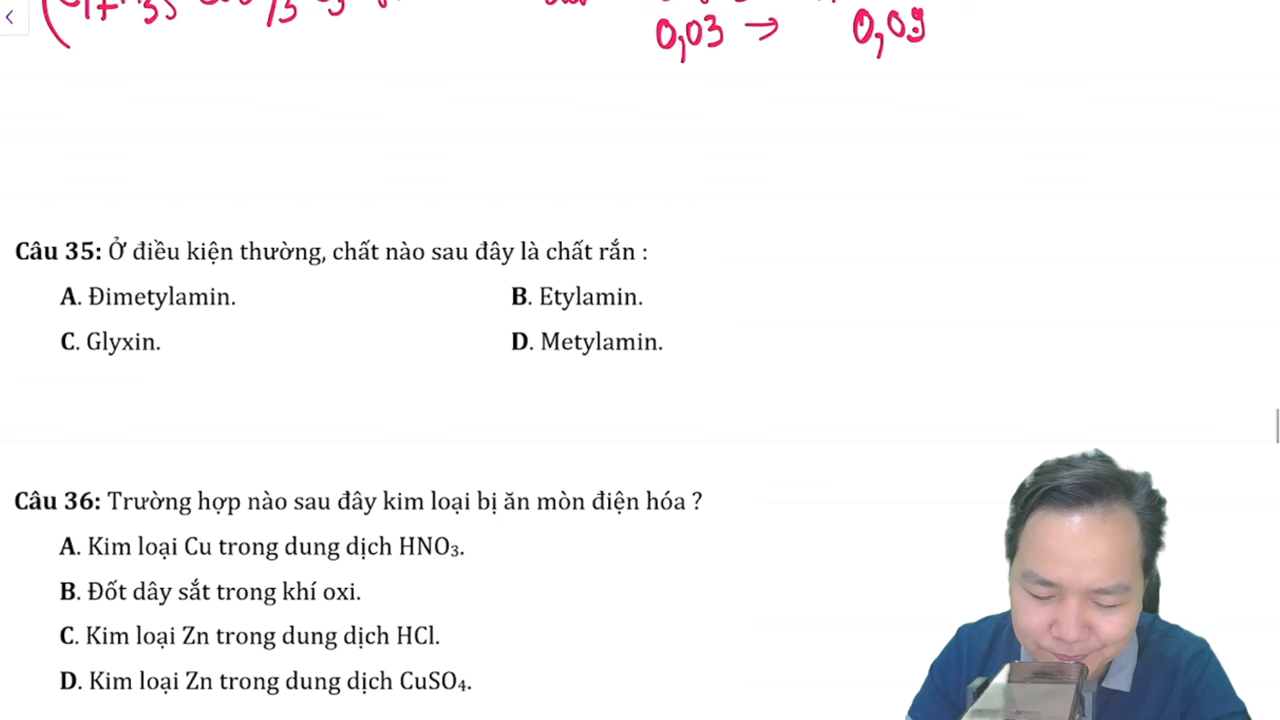 0,03 → 0,09
Câu 35: Ở điều kiện thường, chất nào sau đây là chất rắn :
A. Đimetylamin. B. Etylamin.
C. Glyxin. D. Metylamin.
Câu 36: Trường hợp nào sau đây kim loại bị ăn mòn điện hóa ?
A. Kim loại Cu trong dung dịch HNO₃.
B. Đốt dây sắt trong khí oxi.
C. Kim loại Zn trong dung dịch HCl.
D. Kim loại Zn trong dung dịch CuSO₄.